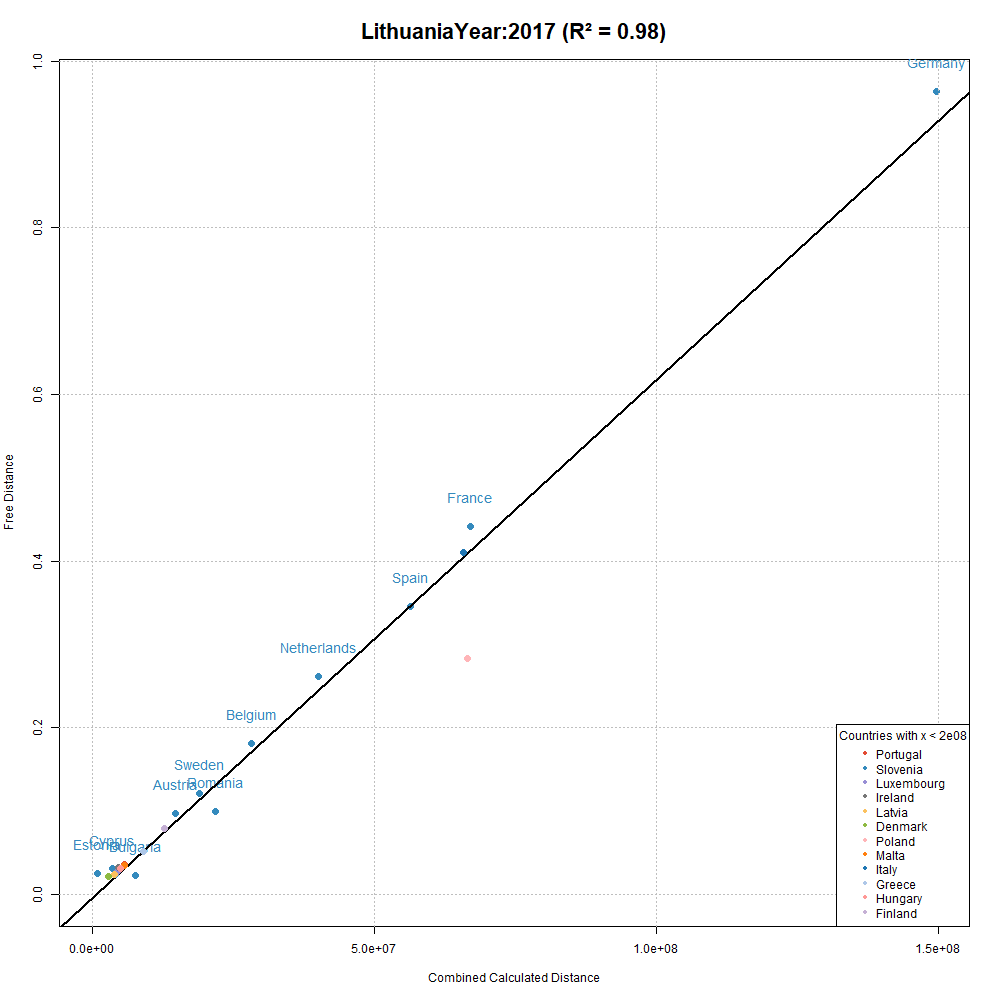 LithuaniaYear:2017 (R² = 0.98)
Germany
France
Spain
Netherlands
Belgium
Sweden
Austria
Romania
Cyprus
Estonia
Bulgaria
1.0
0.8
0.6
0.4
0.2
0.0
Free Distance
0.0e+00
5.0e+07
1.0e+08
1.5e+08
Combined Calculated Distance
Countries with x < 2e08
Portugal
Slovenia
Luxembourg
Ireland
Latvia
Denmark
Poland
Malta
Italy
Greece
Hungary
Finland